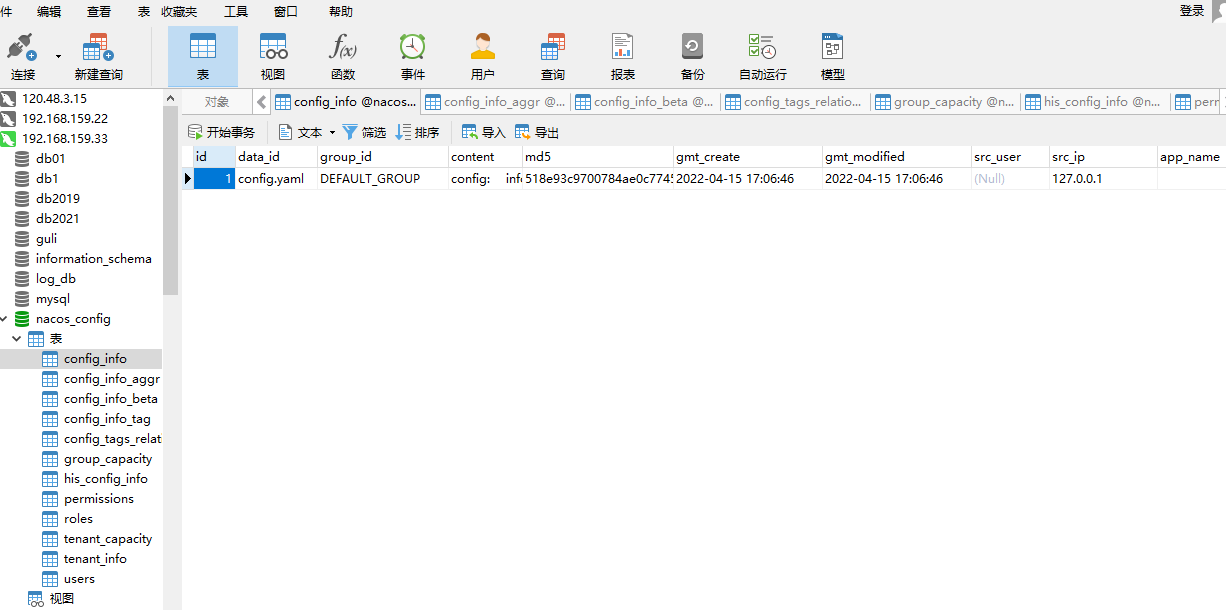 件 编辑 查看 表 收藏夹 工具 窗口 帮助 登录
连接 新建查询 表 视图 函数 事件 用户 查询 报表 备份 自动运行 模型
120.48.3.15
192.168.159.22
192.168.159.33
db01
db1
db2019
db2021
guli
information_schema
log_db
mysql
nacos_config
表
config_info
config_info_aggr
config_info_beta
config_info_tag
config_tags_relat
group_capacity
his_config_info
permissions
roles
tenant_capacity
tenant_info
users
视图
对象 config_info @nacos... config_info_aggr @... config_info_beta @... config_tags_relatio... group_capacity @n... his_config_info @n... perr
开始事务 文本 筛选 排序 导入 导出
id data_id group_id content md5 gmt_create gmt_modified src_user src_ip app_name
1 config.yaml DEFAULT_GROUP config: info 518e93c9700784ae0c774 2022-04-15 17:06:46 2022-04-15 17:06:46 (Null) 127.0.0.1